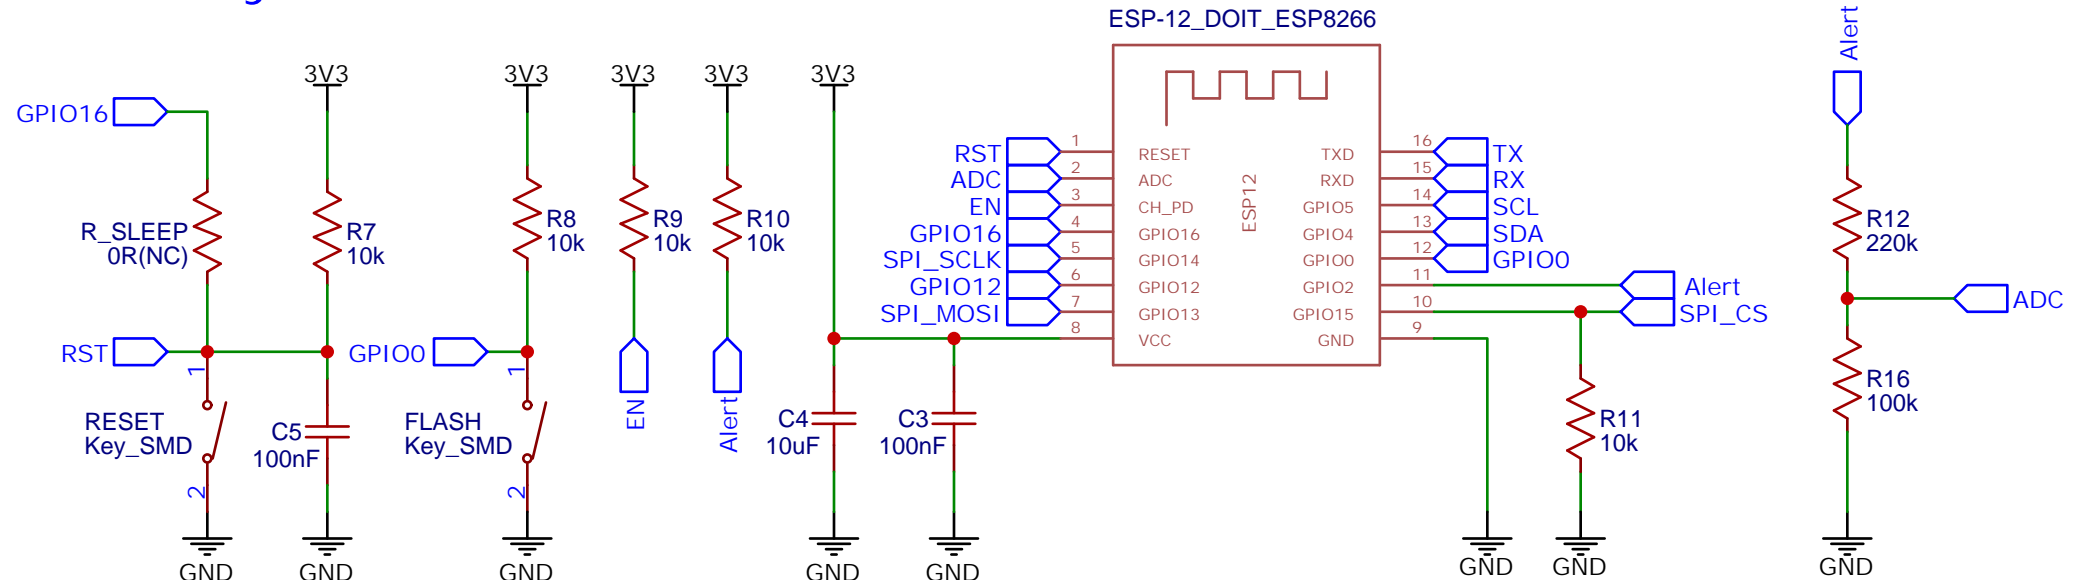 ESP-12_DOIT_ESP8266
Alert
3V3
3V3
3V3
3V3
3V3
GPIO16
R_SLEEP
0R(NC)
R7
10k
R8
10k
R9
10k
R10
10k
RST
ADC
EN
GPIO16
SPI_SCLK
GPIO12
SPI_MOSI
1
2
3
4
5
6
7
8
RESET
ADC
CH_PD
GPIO16
GPIO14
GPIO12
GPIO13
VCC
ESP12
TXD
RXD
GPIO5
GPIO4
GPIO0
GPIO2
GPIO15
GND
16
15
14
13
12
11
10
9
TX
RX
SCL
SDA
GPIO0
Alert
SPI_CS
R12
220k
ADC
R16
100k
RST
1
RESET
Key_SMD
2
C5
100nF
GPIO0
1
FLASH
Key_SMD
2
EN
Alert
C4
10uF
C3
100nF
R11
10k
GND
GND
GND
GND
GND
GND
GND
GND